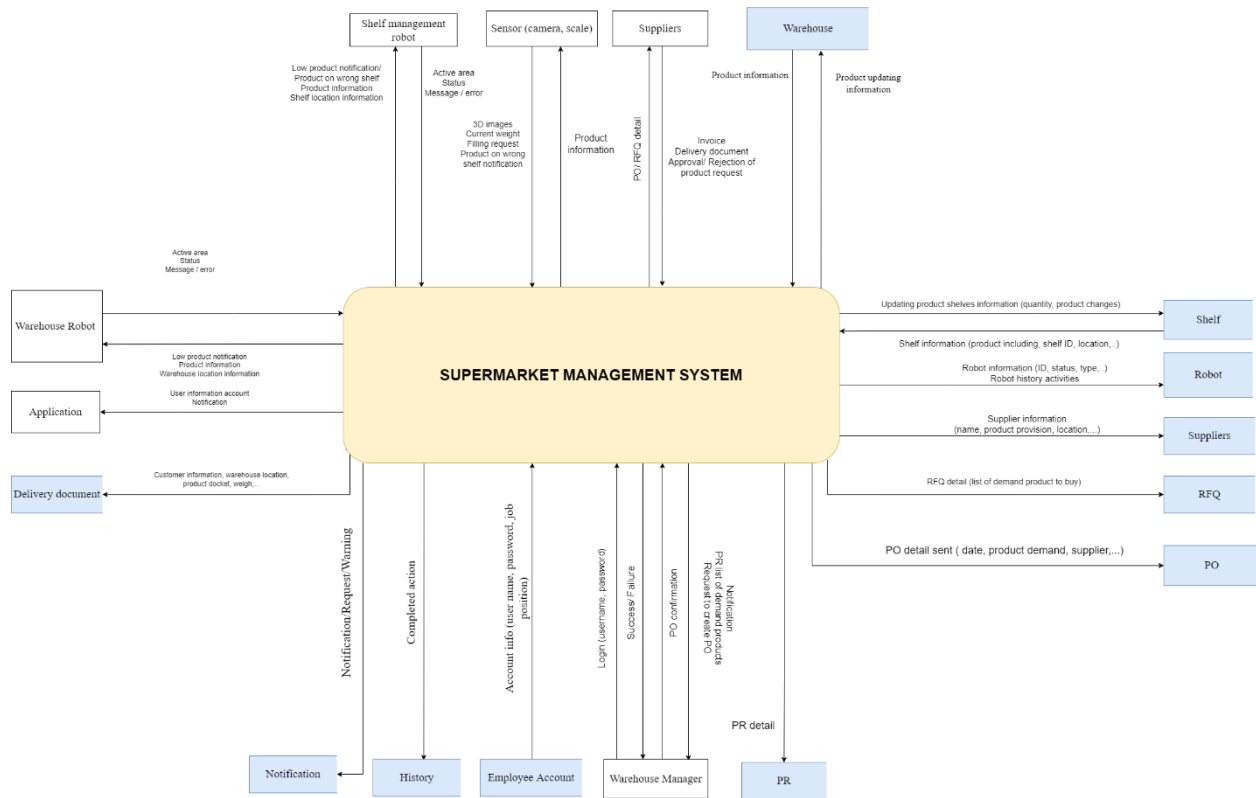 Shelf management
robot
Sensor (camera, scale)
Suppliers
Warehouse
Low product notification/
Product on wrong shelf
Product information
Shelf location information
Active area
Status
Message / error
3D images
Current weight
Filling request
Product on wrong
shelf notification
Product
information
PO/ RFQ detail
Invoice
Delivery document
Approval/ Rejection of
product request
Product information
Product updating
information
Active area
Status
Message / error
Warehouse Robot
Low product notification
Product information
Warehouse location information
Application
User information account
Notification
Delivery document
Customer information, warehouse location,
product docket, weigh,...
SUPERMARKET MANAGEMENT SYSTEM
Updating product shelves information (quantity, product changes)
Shelf
Shelf information (product including, shelf ID, location,..)
Robot information (ID, status, type,..)
Robot history activities
Robot
Supplier information
(name, product provision, location,...)
Suppliers
RFQ detail (list of demand product to buy)
RFQ
PO detail sent ( date, product demand, supplier,...)
PO
Notification/Request/Warning
Completed action
Account info (user name, password, job
position)
Login (username, password)
Success/ Failure
PO confirmation
Notification
PR list of demand products
Request to create PO
PR detail
Notification
History
Employee Account
Warehouse Manager
PR